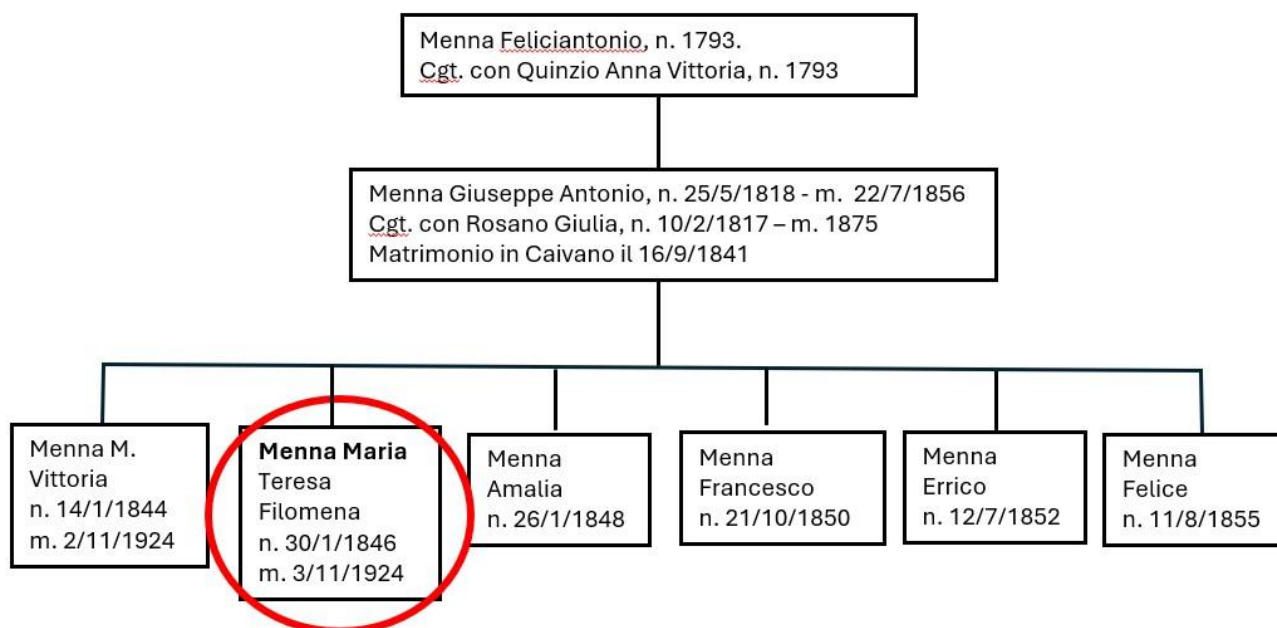 Menna Feliciantonio, n. 1793.
Cgt. con Quinzio Anna Vittoria, n. 1793
Menna Giuseppe Antonio, n. 25/5/1818 - m. 22/7/1856
Cgt. con Rosano Giulia, n. 10/2/1817 – m. 1875
Matrimonio in Caivano il 16/9/1841
Menna M.
Vittoria
n. 14/1/1844
m. 2/11/1924
Menna Maria
Teresa
Filomena
n. 30/1/1846
m. 3/11/1924
Menna
Amalia
n. 26/1/1848
Menna
Francesco
n. 21/10/1850
Menna
Errico
n. 12/7/1852
Menna
Felice
n. 11/8/1855